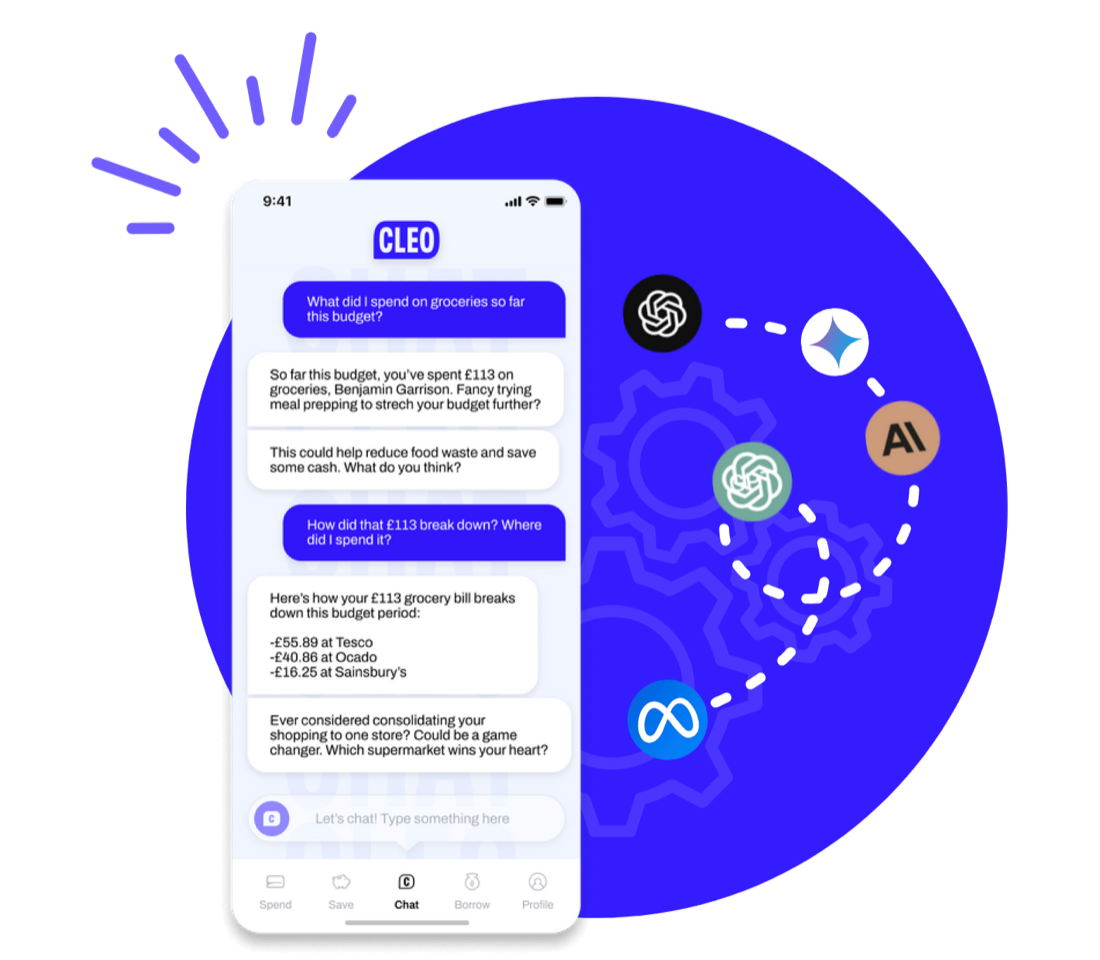 9:41
CLEO
What did I spend on groceries so far
this budget?
So far this budget, you've spent £113 on
groceries, Benjamin Garrison. Fancy trying
meal prepping to strech your budget further?
This could help reduce food waste and save
some cash. What do you think?
How did that £113 break down? Where
did I spend it?
Here's how your £113 grocery bill breaks
down this budget period:
-£55.89 at Tesco
-£40.86 at Ocado
-£16.25 at Sainsbury's
Ever considered consolidating your
shopping to one store? Could be a game
changer. Which supermarket wins your heart?
C
Let's chat! Type something here
C
Spend
Save
Chat
Borrow
Profile
AI